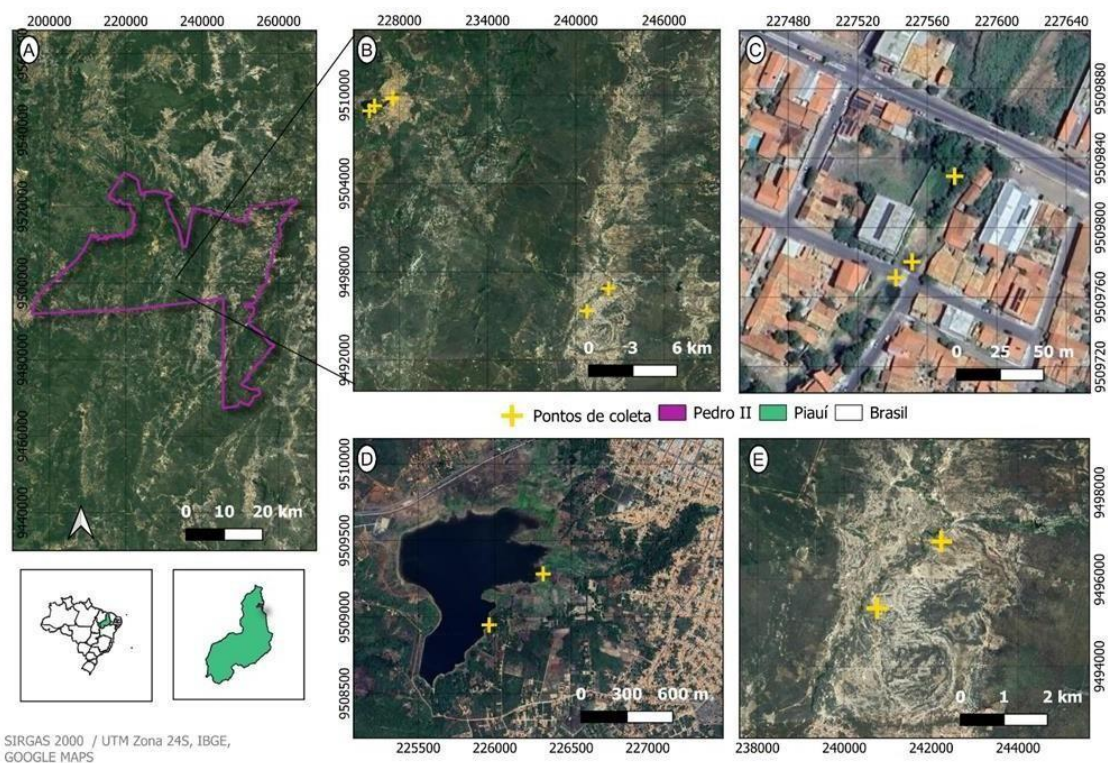 200000 220000 240000 260000
A
9540000
9520000
9500000
9480000
9460000
9440000
0 10 20 km
228000 234000 240000 246000
B
9510000
9504000
9498000
9492000
0 3 6 km
227480 227520 227560 227600 227640
C
9509880
9509840
9509800
9509760
9509720
0 25 50 m
Pontos de coleta Pedro II Piauí Brasil
D
9510000
9509500
9509000
9508500
0 300 600 m
225500 226000 226500 227000
E
9498000
9496000
9494000
0 1 2 km
238000 240000 242000 244000
SIRGAS 2000 / UTM Zona 24S, IBGE,
GOOGLE MAPS